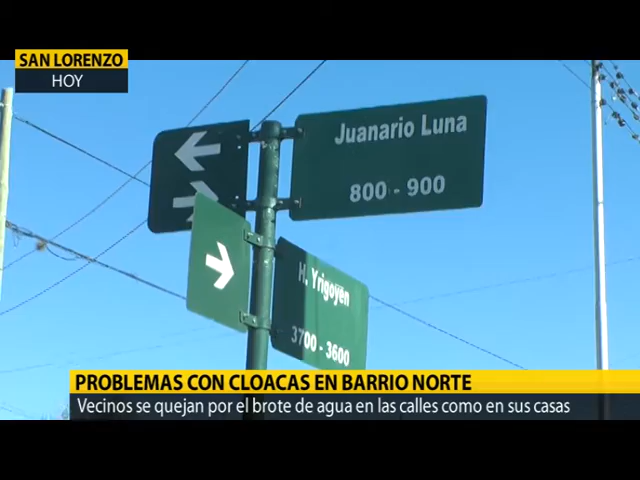 SAN LORENZO
HOY
Juanario Luna
800 - 900
H. Yrigoyen
3700 - 3600
PROBLEMAS CON CLOACAS EN BARRIO NORTE
Vecinos se quejan por el brote de agua en las calles como en sus casas